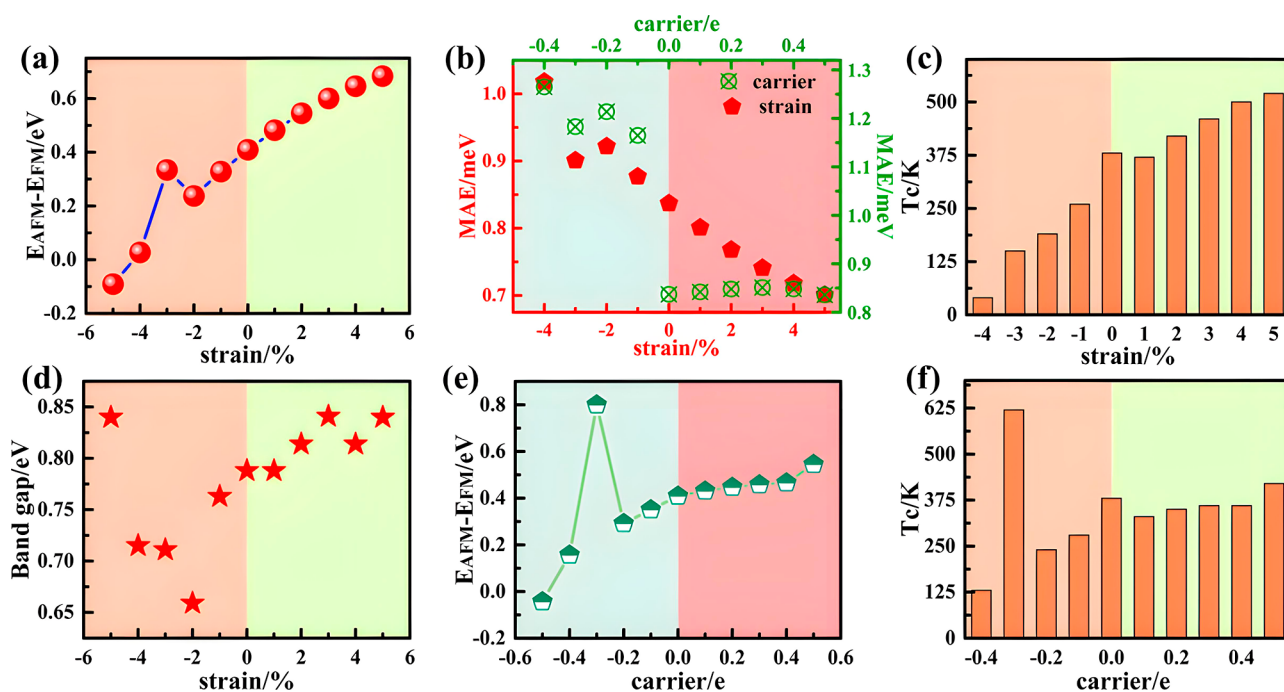 (a)
EAFM-EFM/eV
0.6
0.4
0.2
0.0
-0.2
-6 -4 -2 0 2 4 6
strain/%
(b)
carrier/e
-0.4 -0.2 0.0 0.2 0.4
carrier
strain
MAE/meV
1.0
0.9
0.8
0.7
1.3
1.2
1.1
1.0
0.9
0.8
MAE/meV
-4 -2 0 2 4
strain/%
(c)
Tc/K
500
375
250
125
0
-4 -3 -2 -1 0 1 2 3 4 5
strain/%
(d)
Band gap/eV
0.85
0.80
0.75
0.70
0.65
-6 -4 -2 0 2 4 6
strain/%
(e)
EAFM-EFM/eV
0.8
0.6
0.4
0.2
0.0
-0.2
-0.6 -0.4 -0.2 0.0 0.2 0.4 0.6
carrier/e
(f)
Tc/K
625
500
375
250
125
0
-0.4 -0.2 0.0 0.2 0.4
carrier/e